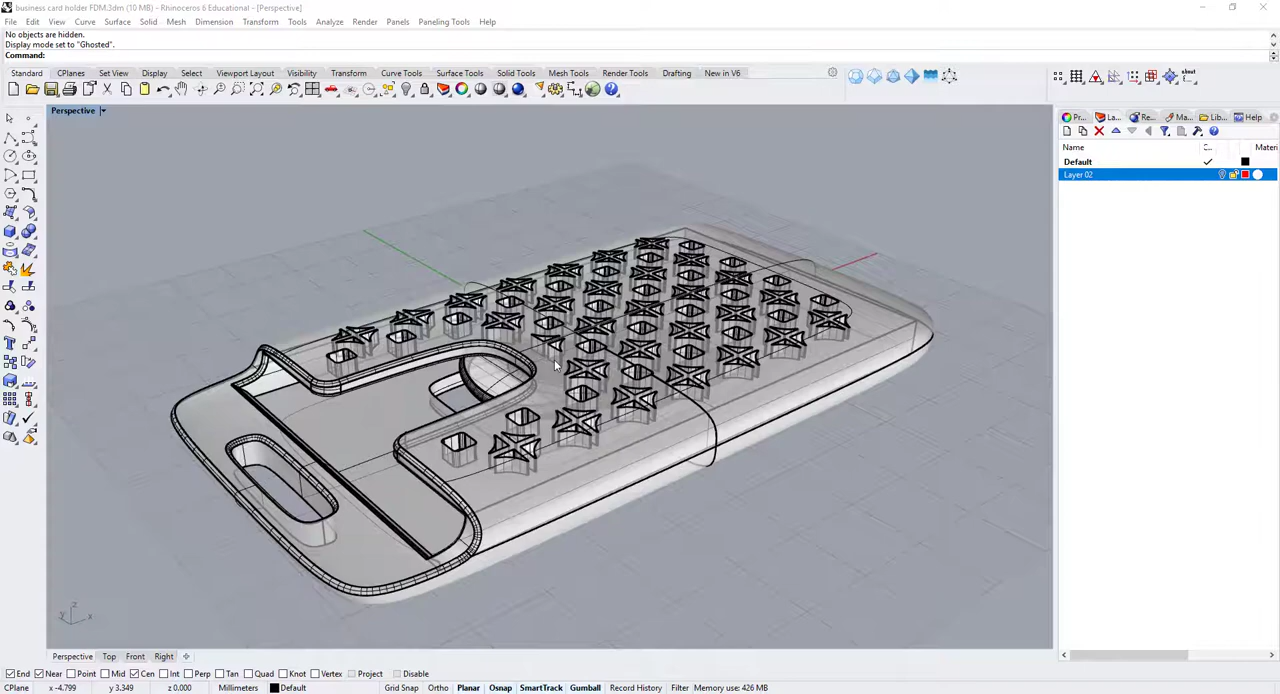 business card holder FDM.3dm (10 MB) - Rhinoceros 6 Educational - [Perspective]
File Edit View Curve Surface Solid Mesh Dimension Transform Tools Analyze Render Panels Paneling Tools Help
No objects are hidden.
Display mode set to "Ghosted".
Command:
Standard CPlanes Set View Display Select Viewport Layout Visibility Transform Curve Tools Surface Tools Solid Tools Mesh Tools Render Tools Drafting New in V6
Perspective
Pr... La... Re... Ma... Lib... Help
Name C... Materi
Default
Layer 02
y x
Perspective Top Front Right
End Near Point Mid Cen Int Perp Tan Quad Knot Vertex Project Disable
CPlane x -4.799 y 3.349 z 0.000 Millimeters Default Grid Snap Ortho Planar Osnap SmartTrack Gumball Record History Filter Memory use: 426 MB